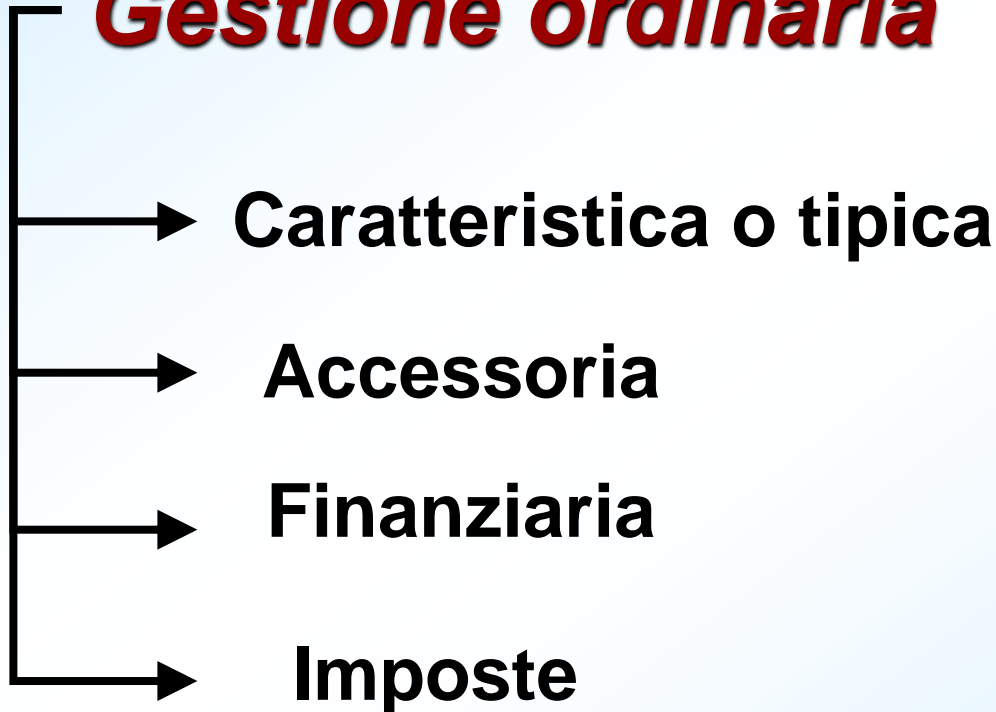 Gestione ordinaria
Caratteristica o tipica
Accessoria
Finanziaria
Imposte